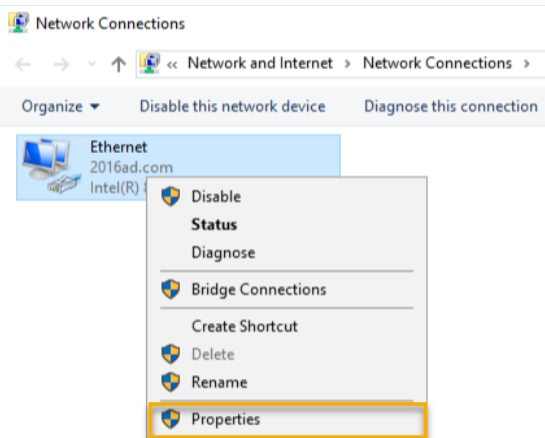 Network Connections
« Network and Internet > Network Connections >
Organize Disable this network device Diagnose this connection
Ethernet
2016ad.com
Intel(R)
Disable
Status
Diagnose
Bridge Connections
Create Shortcut
Delete
Rename
Properties